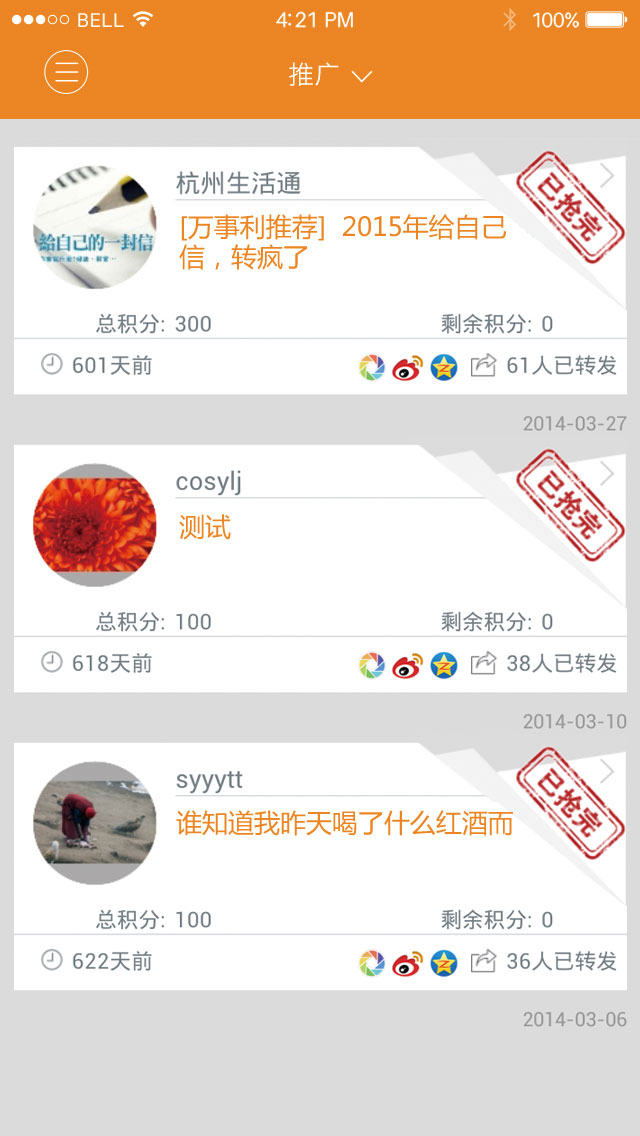 BELL 4:21 PM 100%
推广
杭州生活通
已抢完
給自己的一封信
[万事利推荐] 2015年给自己
信，转疯了
总积分: 300 剩余积分: 0
601天前 61人已转发
2014-03-27
cosylj
已抢完
测试
总积分: 100 剩余积分: 0
618天前 38人已转发
2014-03-10
syyytt
已抢完
谁知道我昨天喝了什么红酒而
总积分: 100 剩余积分: 0
622天前 36人已转发
2014-03-06